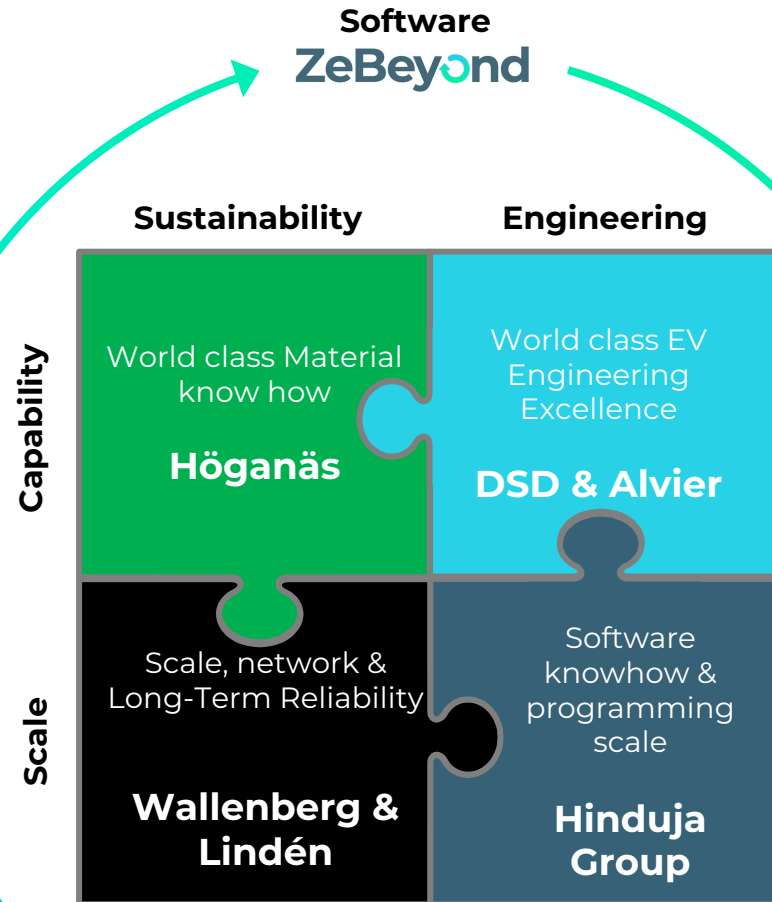 Software
ZeBeyond
Sustainability
Engineering
Capability
World class Material
know how
Höganäs
World class EV
Engineering
Excellence
DSD & Alvier
Scale
Scale, network &
Long-Term Reliability
Wallenberg &
Lindén
Software
knowhow &
programming
scale
Hinduja
Group